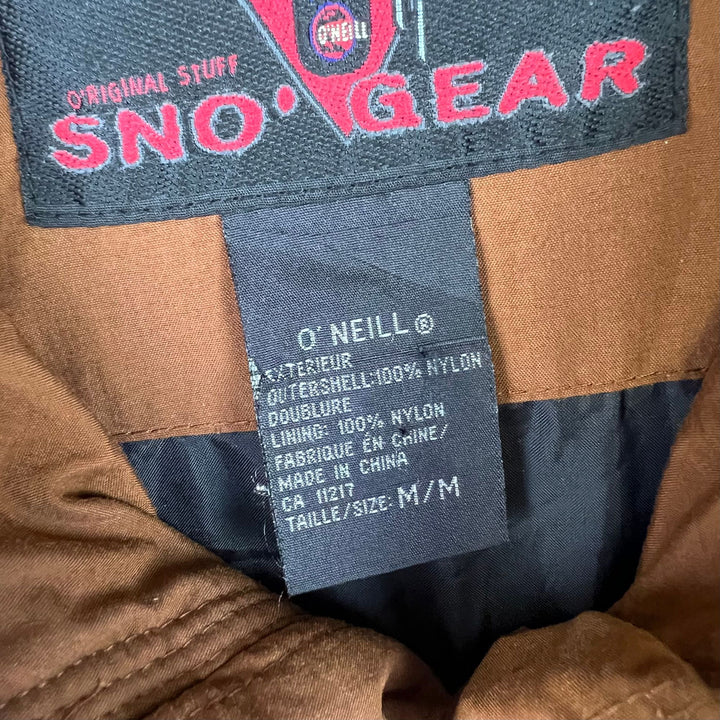 O'NEILL
O'RIGINAL STUFF
SNO' GEAR
O'NEILL®
EXTERIEUR
OUTERSHELL:100% NYLON
DOUBLURE
LINING: 100% NYLON
FABRIQUE EN CHINE/
MADE IN CHINA
CA 11217
TAILLE/SIZE: M/M